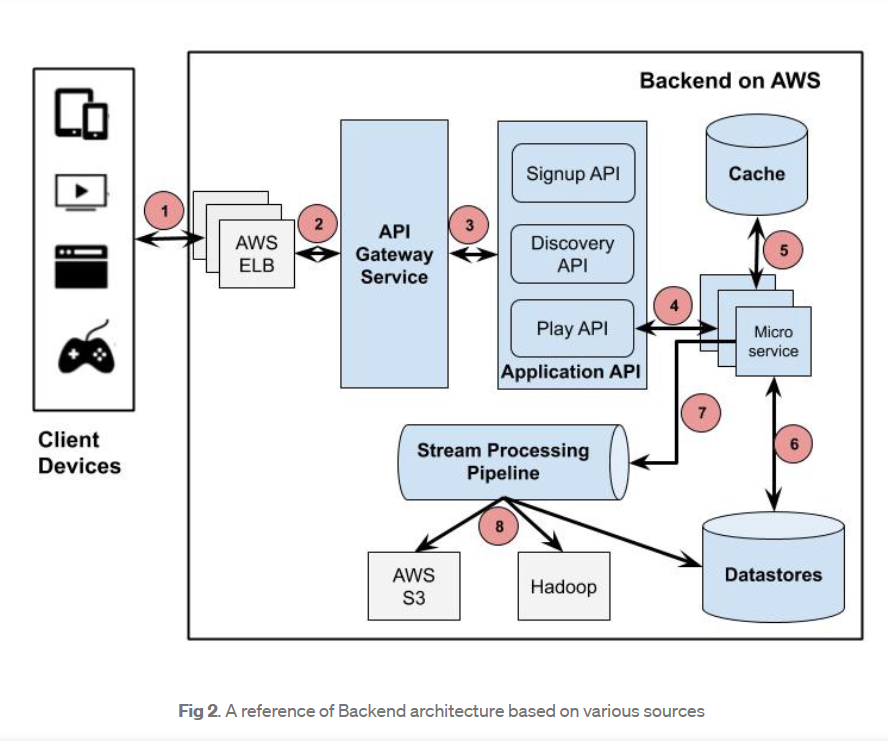 Backend on AWS
Client
Devices
1
AWS
ELB
2
API
Gateway
Service
3
Signup API
Discovery
API
Play API
Application API
4
Cache
5
Micro
service
6
7
Stream Processing
Pipeline
8
AWS
S3
Hadoop
Datastores
Fig 2. A reference of Backend architecture based on various sources